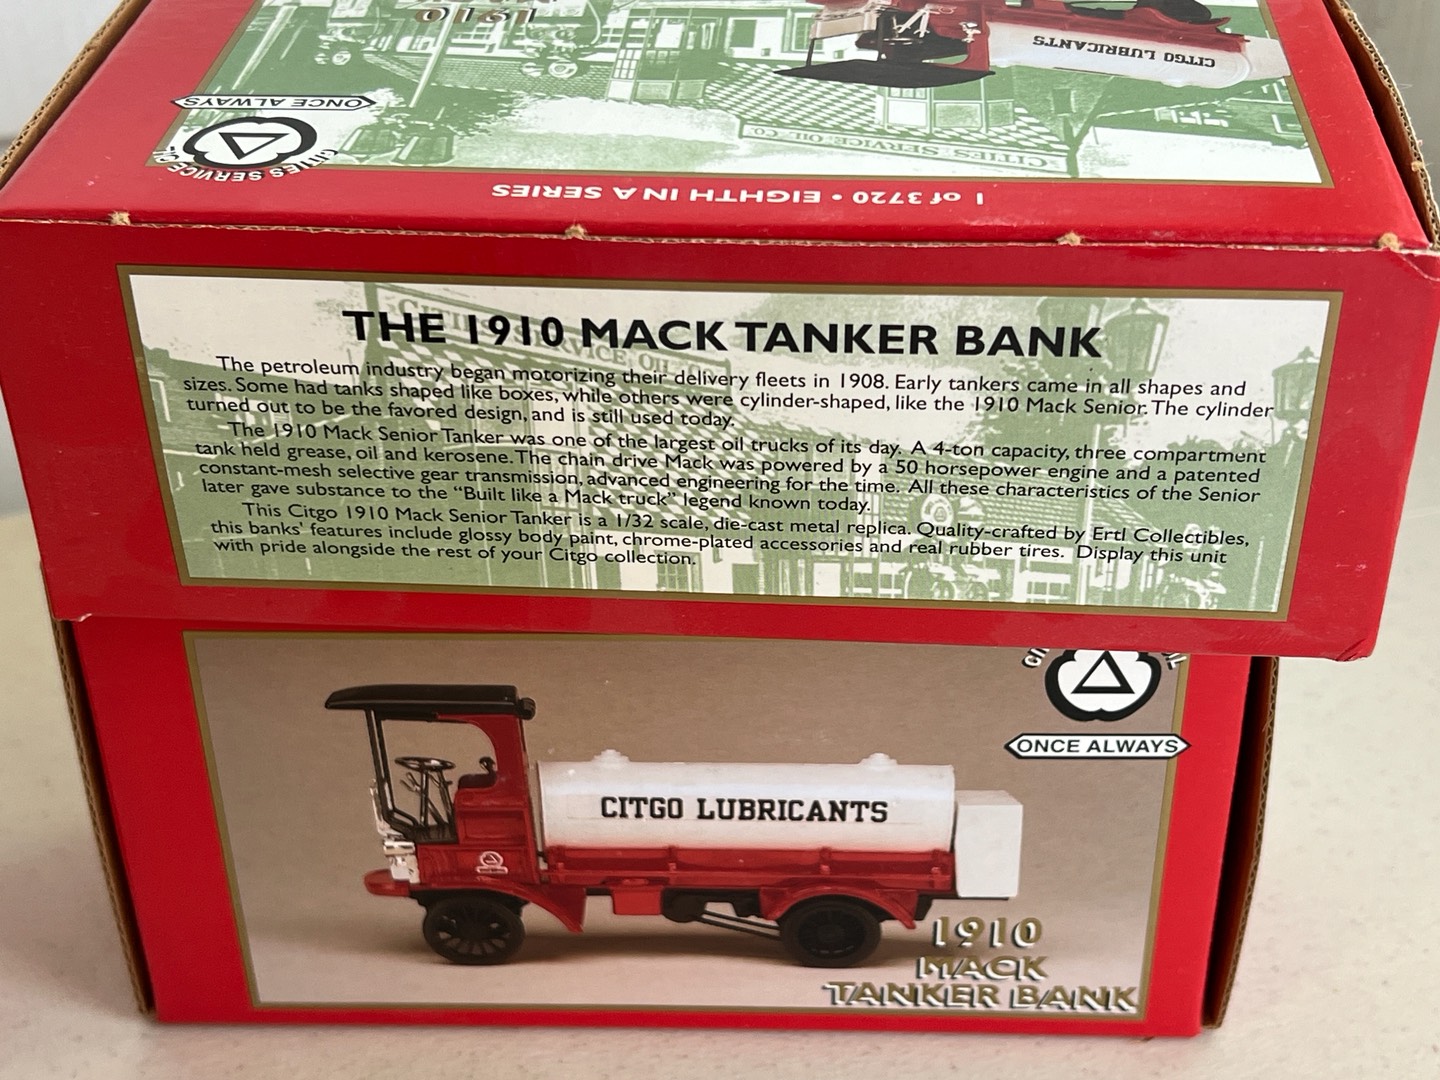 1910
CITGO LUBRICANTS
ONCE ALWAYS
CITIES SERVICE OIL CO.
CITIES SERVICE OIL
1 of 3720 • EIGHTH IN A SERIES
THE 1910 MACK TANKER BANK
The petroleum industry began motorizing their delivery fleets in 1908. Early tankers came in all shapes and
sizes. Some had tanks shaped like boxes, while others were cylinder-shaped, like the 1910 Mack Senior. The cylinder
turned out to be the favored design, and is still used today.
The 1910 Mack Senior Tanker was one of the largest oil trucks of its day. A 4-ton capacity, three compartment
tank held grease, oil and kerosene. The chain drive Mack was powered by a 50 horsepower engine and a patented
constant-mesh selective gear transmission, advanced engineering for the time. All these characteristics of the Senior
later gave substance to the “Built like a Mack truck” legend known today.
This Citgo 1910 Mack Senior Tanker is a 1/32 scale, die-cast metal replica. Quality-crafted by Ertl Collectibles,
this banks' features include glossy body paint, chrome-plated accessories and real rubber tires. Display this unit
with pride alongside the rest of your Citgo collection.
ONCE ALWAYS
CITGO LUBRICANTS
1910
MACK
TANKER BANK